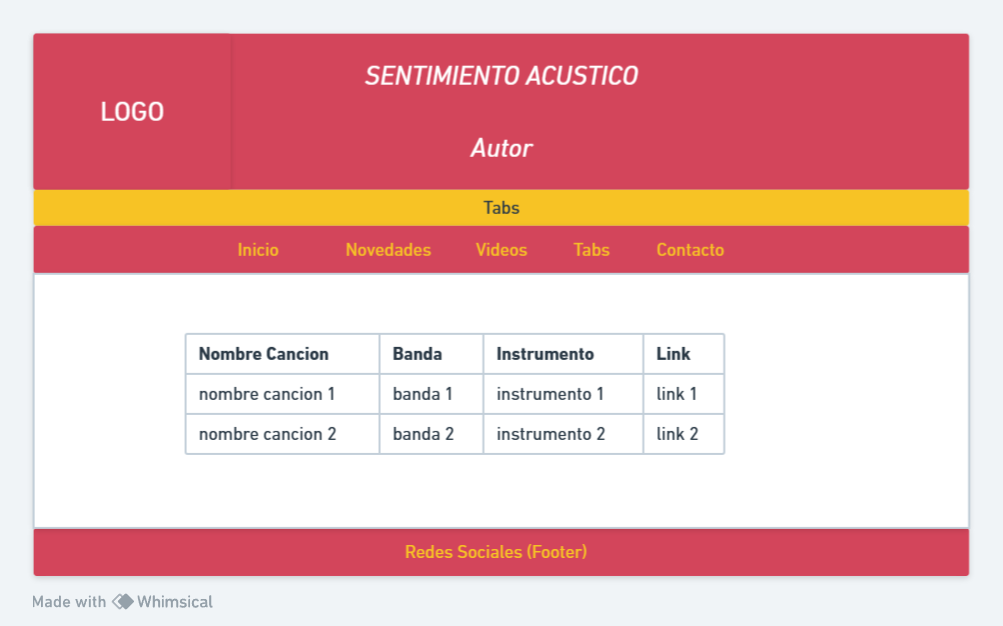 SENTIMIENTO ACUSTICO
LOGO
Autor
Tabs
Inicio Novedades Videos Tabs Contacto
Nombre Cancion Banda Instrumento Link
nombre cancion 1 banda 1 instrumento 1 link 1
nombre cancion 2 banda 2 instrumento 2 link 2
Redes Sociales (Footer)
Made with Whimsical